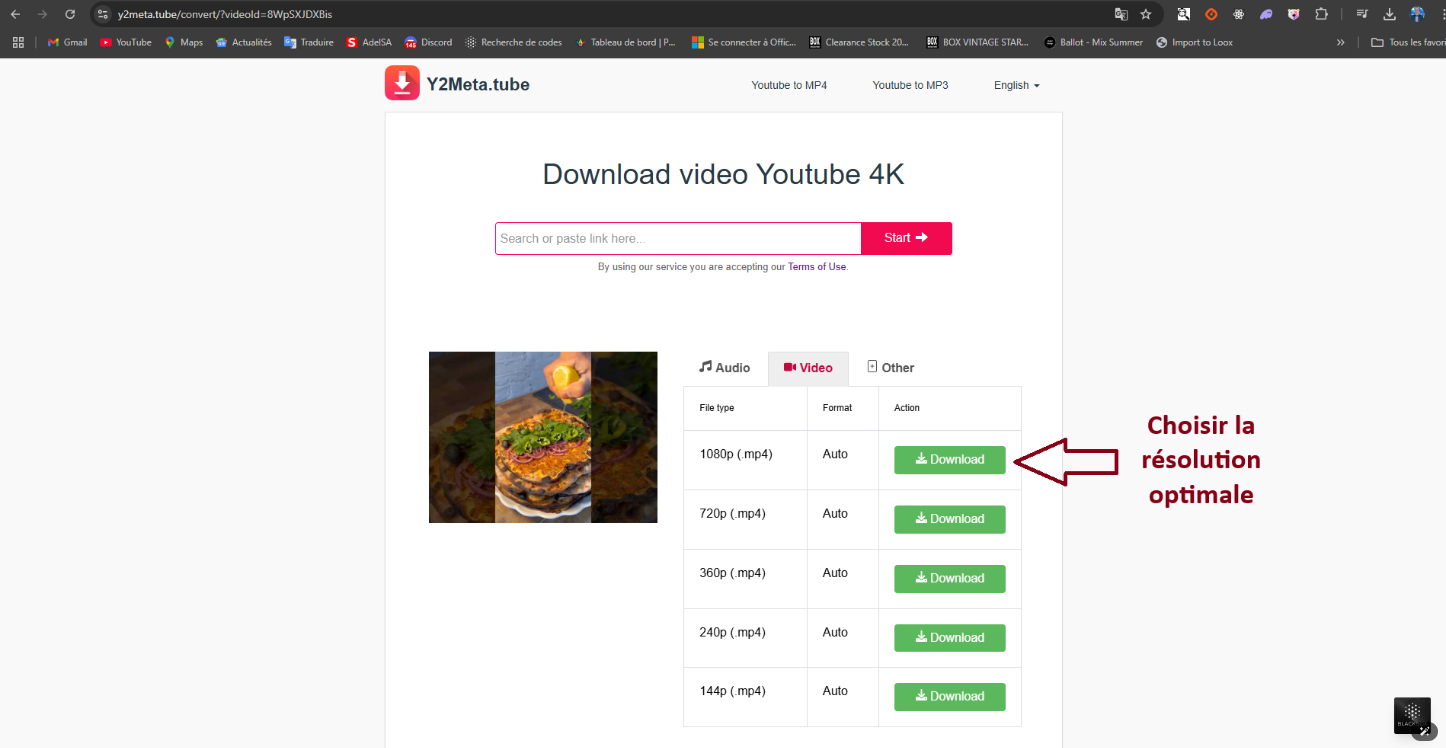 y2meta.tube/convert/?videoId=8WpSXJDXBis
Gmail YouTube Maps Actualités Traduire S AdelSA 145 Discord Recherche de codes Tableau de bord | P... Se connecter à Offic... BOX Clearance Stock 20... BOX BOX VINTAGE STAR... Ballot - Mix Summer Import to Loox » Tous les favori
Y2Meta.tube Youtube to MP4 Youtube to MP3 English
Download video Youtube 4K
Search or paste link here... Start
By using our service you are accepting our Terms of Use.
Audio Video Other
File type Format Action
1080p (.mp4) Auto Download
720p (.mp4) Auto Download
360p (.mp4) Auto Download
240p (.mp4) Auto Download
144p (.mp4) Auto Download
Choisir la
résolution
optimale